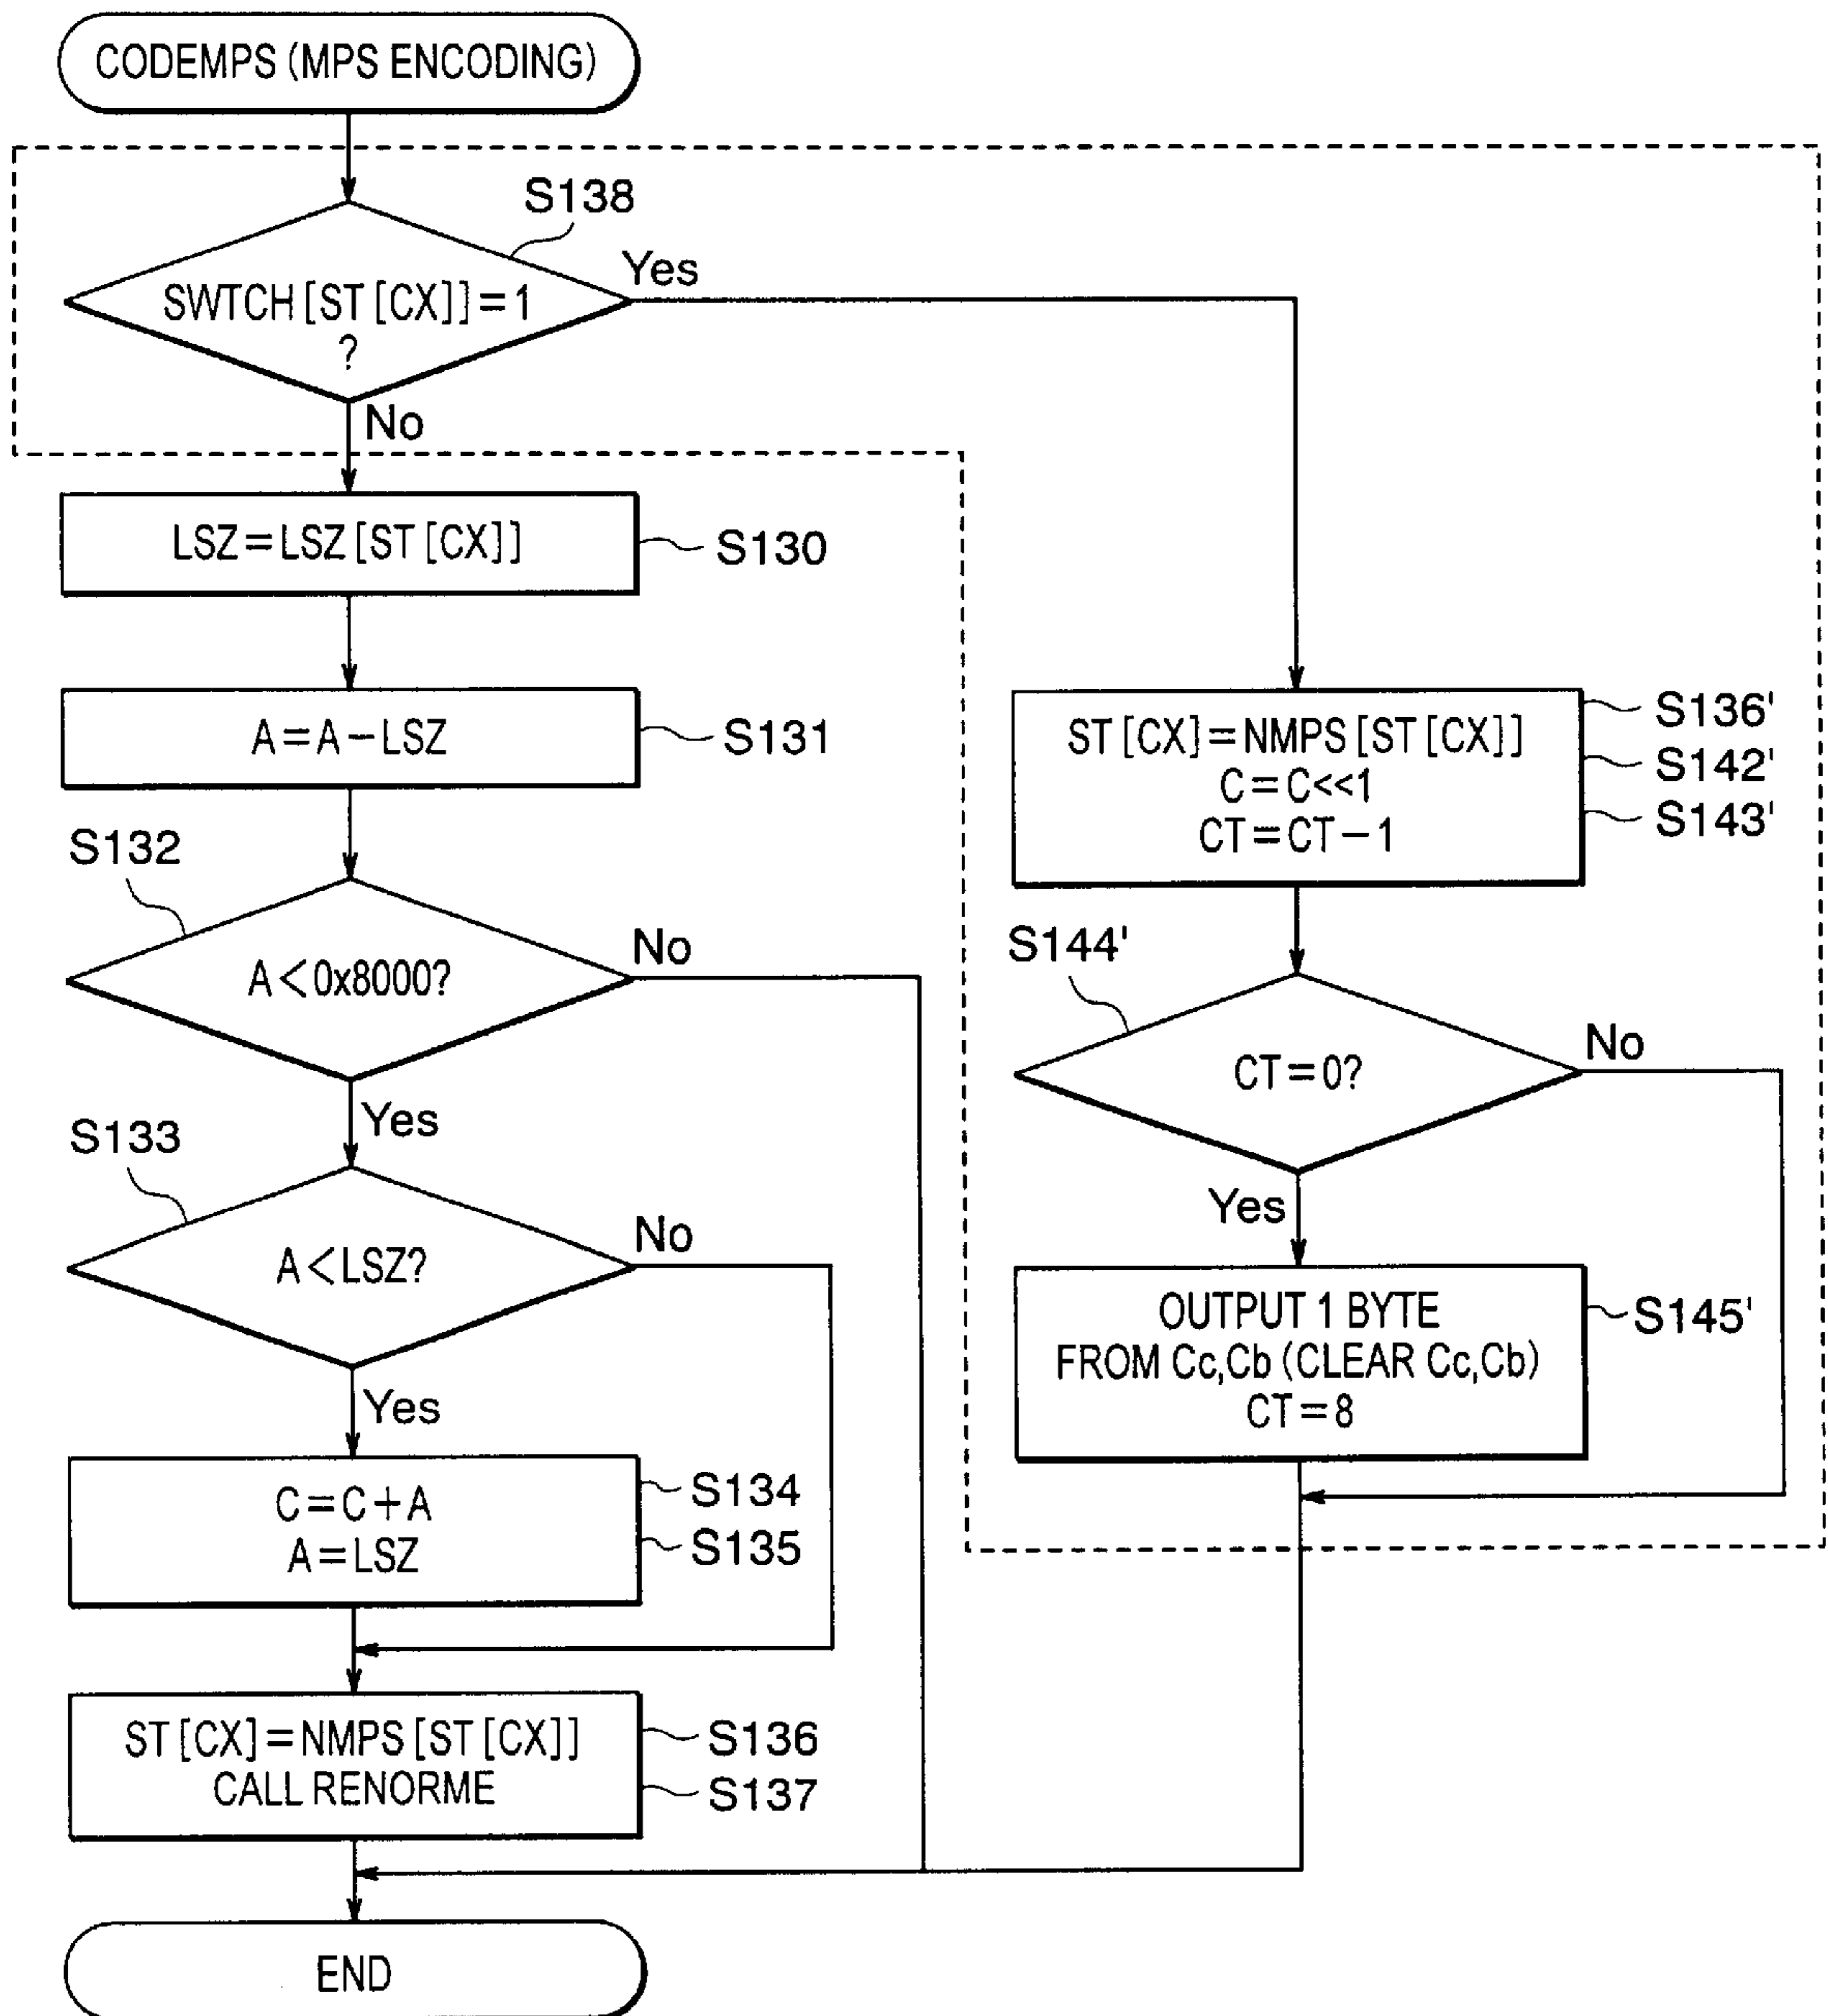 CODEMPS (MPS ENCODING)
S138
SWTCH[ST[CX]]=1
?
Yes
No
LSZ=LSZ[ST[CX]]
S130
A=A-LSZ
S131
S132
A<0x8000?
No
Yes
S133
A<LSZ?
No
Yes
C=C+A
A=LSZ
S134
S135
ST[CX]=NMPS[ST[CX]]
CALL RENORME
S136
S137
END
ST[CX]=NMPS[ST[CX]]
C=C<<1
CT=CT-1
S136'
S142'
S143'
S144'
CT=0?
No
Yes
OUTPUT 1 BYTE
FROM Cc,Cb (CLEAR Cc,Cb)
CT=8
S145'